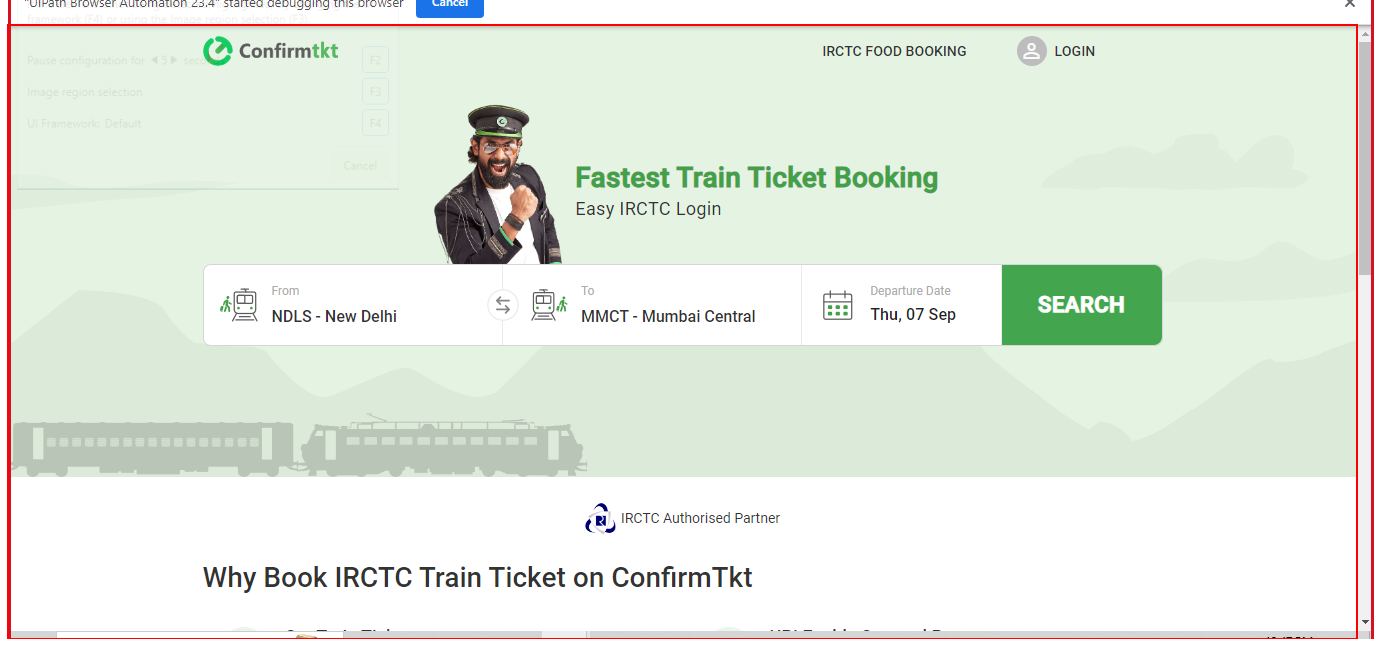 "UiPath Browser Automation 23.4" started debugging this browser
Cancel
framework (F4) or using the image region selection (F3).
Pause configuration for 5 seconds
F2
Image region selection
F3
UI Framework: Default
F4
Cancel
Confirmtkt
IRCTC FOOD BOOKING
LOGIN
Fastest Train Ticket Booking
Easy IRCTC Login
From
NDLS - New Delhi
To
MMCT - Mumbai Central
Departure Date
Thu, 07 Sep
SEARCH
IRCTC Authorised Partner
Why Book IRCTC Train Ticket on ConfirmTkt